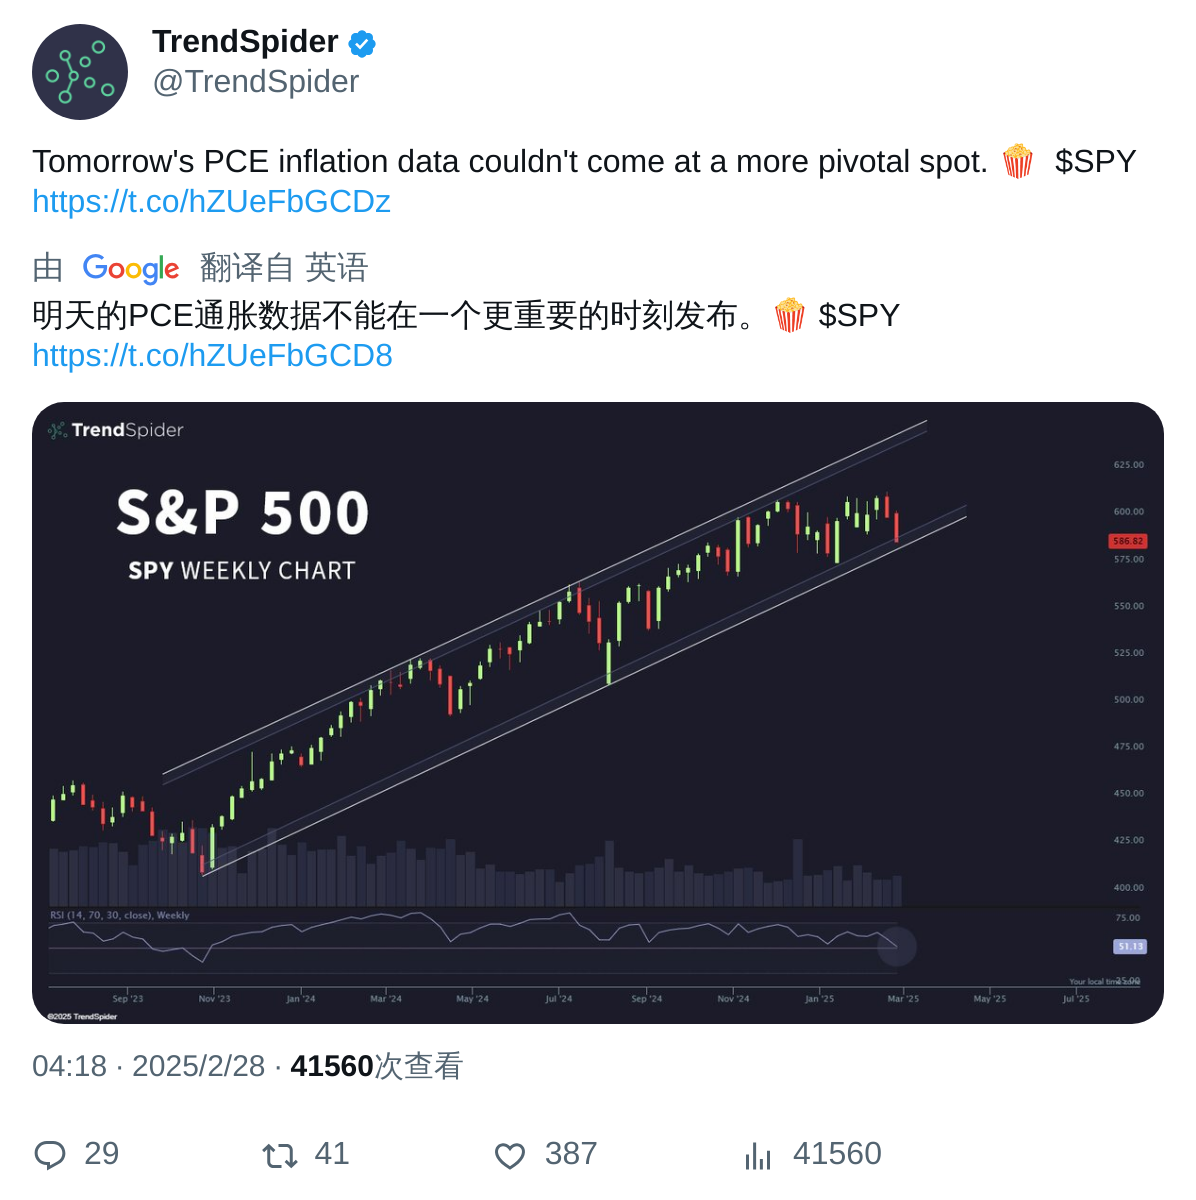 TrendSpider
@TrendSpider
Tomorrow's PCE inflation data couldn't come at a more pivotal spot. 🍿 $SPY
https://t.co/hZUeFbGCDz
由 Google 翻译自 英语
明天的PCE通胀数据不能在一个更重要的时刻发布。🍿 $SPY
https://t.co/hZUeFbGCD8
TrendSpider
S&P 500
SPY WEEKLY CHART
625.00
600.00
586.82
575.00
550.00
525.00
500.00
475.00
450.00
425.00
400.00
RSI (14, 70, 30, close), Weekly
75.00
51.13
25.00
Your local time zone
Sep '23
Nov '23
Jan '24
Mar '24
May '24
Jul '24
Sep '24
Nov '24
Jan '25
Mar '25
May '25
Jul '25
©2025 TrendSpider
04:18 · 2025/2/28 · 41560次查看
29
41
387
41560